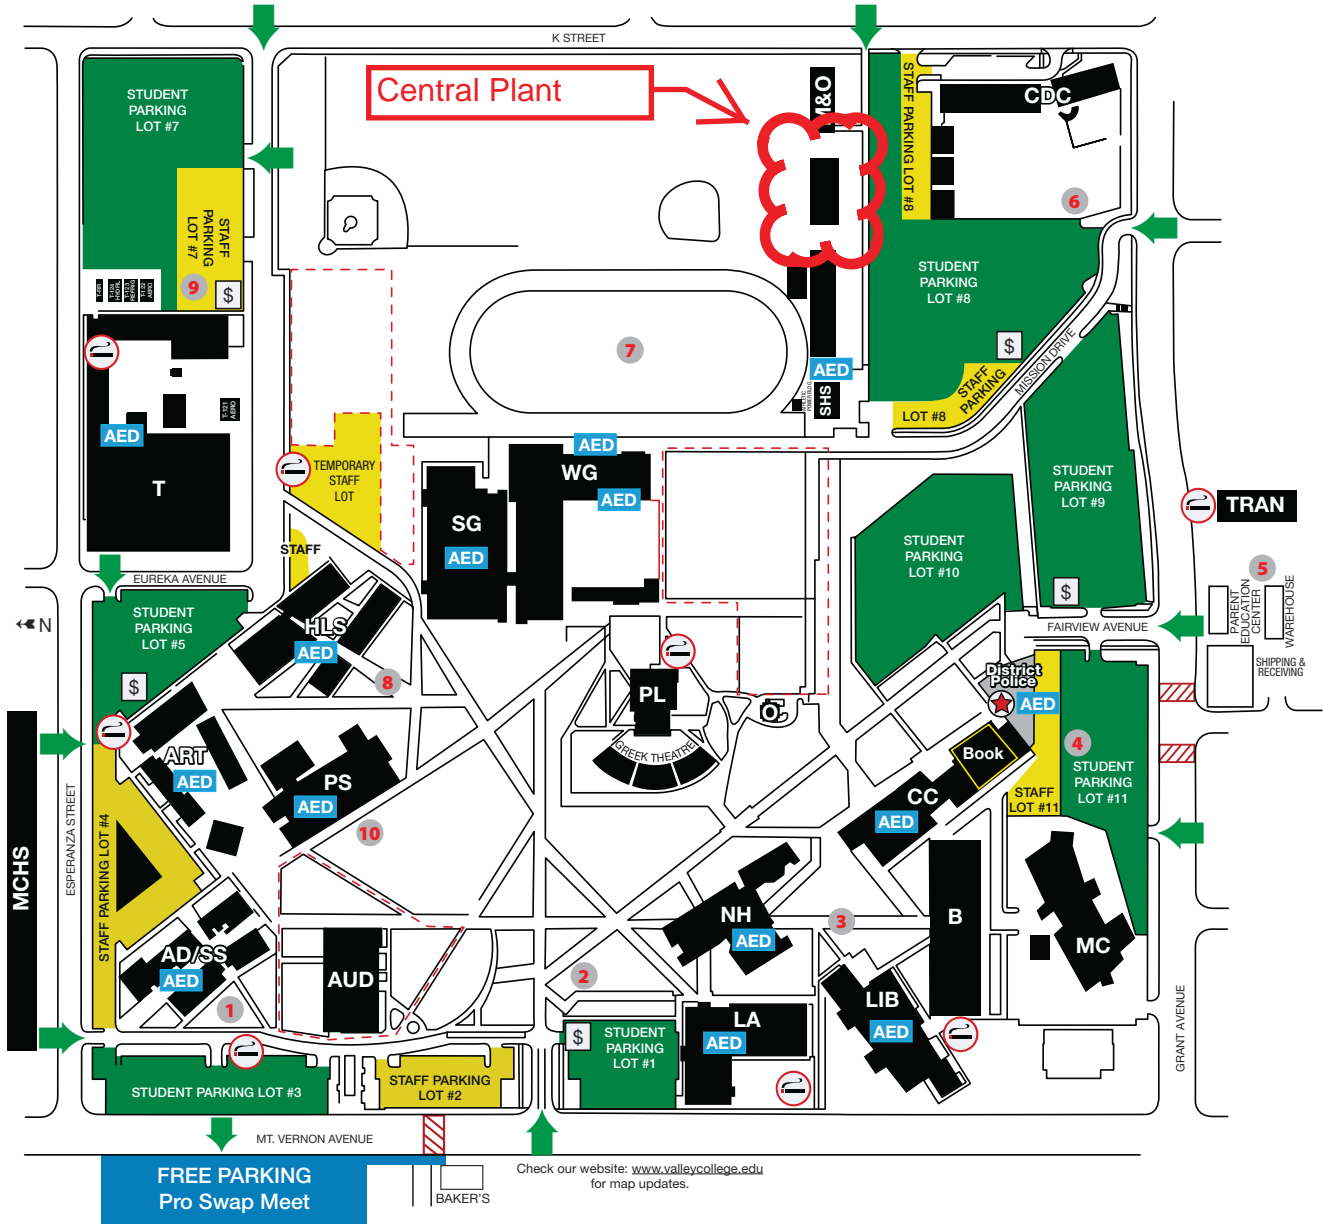 K STREET
Central Plant
M&O
CDC
STUDENT
PARKING
LOT #7
STAFF
PARKING
LOT #7
STAFF PARKING LOT #8
6
9
$
STUDENT
PARKING
LOT #8
$
7
MISSION DRIVE
AED
SHS
STAFF
PARKING
LOT #8
T-121
AERO
AED
T
TEMPORARY
STAFF
LOT
AED
WG
AED
SG
AED
STUDENT
PARKING
LOT #9
$
TRAN
STUDENT
PARKING
LOT #10
STAFF
EUREKA AVENUE
5
PARENT
EDUCATION
CENTER
WAREHOUSE
N
STUDENT
PARKING
LOT #5
$
HLS
AED
8
FAIRVIEW AVENUE
SHIPPING &
RECEIVING
District
Police
AED
PL
O
GREEK THEATRE
ART
AED
PS
AED
10
4
STUDENT
PARKING
LOT #11
STAFF
LOT #11
Book
CC
AED
MCHS
ESPERANZA STREET
STAFF PARKING LOT #4
NH
AED
3
B
MC
AD/SS
AED
AUD
2
1
LIB
AED
LA
AED
$
STUDENT
PARKING
LOT #1
GRANT AVENUE
STUDENT PARKING LOT #3
STAFF PARKING
LOT #2
MT. VERNON AVENUE
FREE PARKING
Pro Swap Meet
BAKER'S
Check our website: www.valleycollege.edu
for map updates.